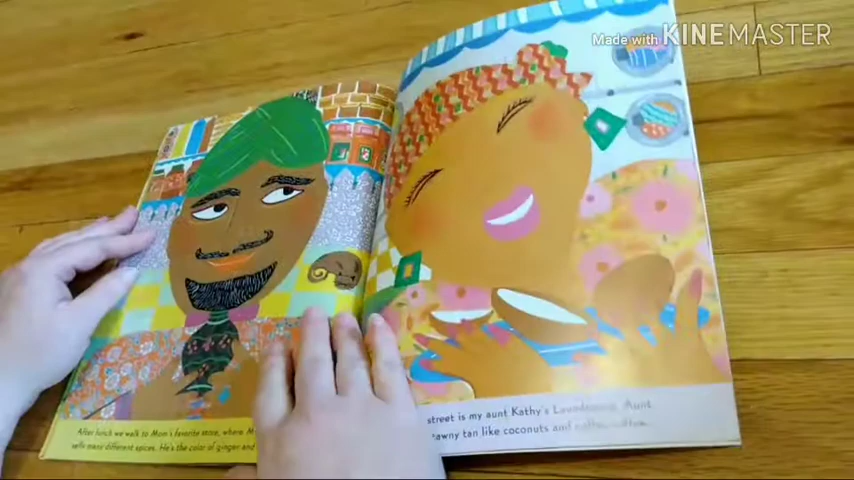 Made with KINEMASTER
After lunch we walk to Mom's favorite store, where M
sells many different spices. He's the color of ginger and
street is my aunt Kathy's Laundromat. Aunt
tawny tan like coconuts and coffee